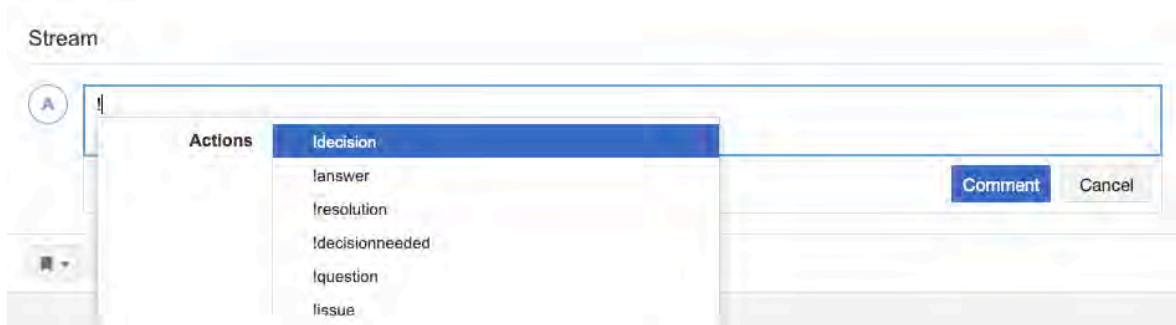 Stream
A
!
Actions
!decision
!answer
!resolution
!decisionneeded
!question
!issue
Comment
Cancel